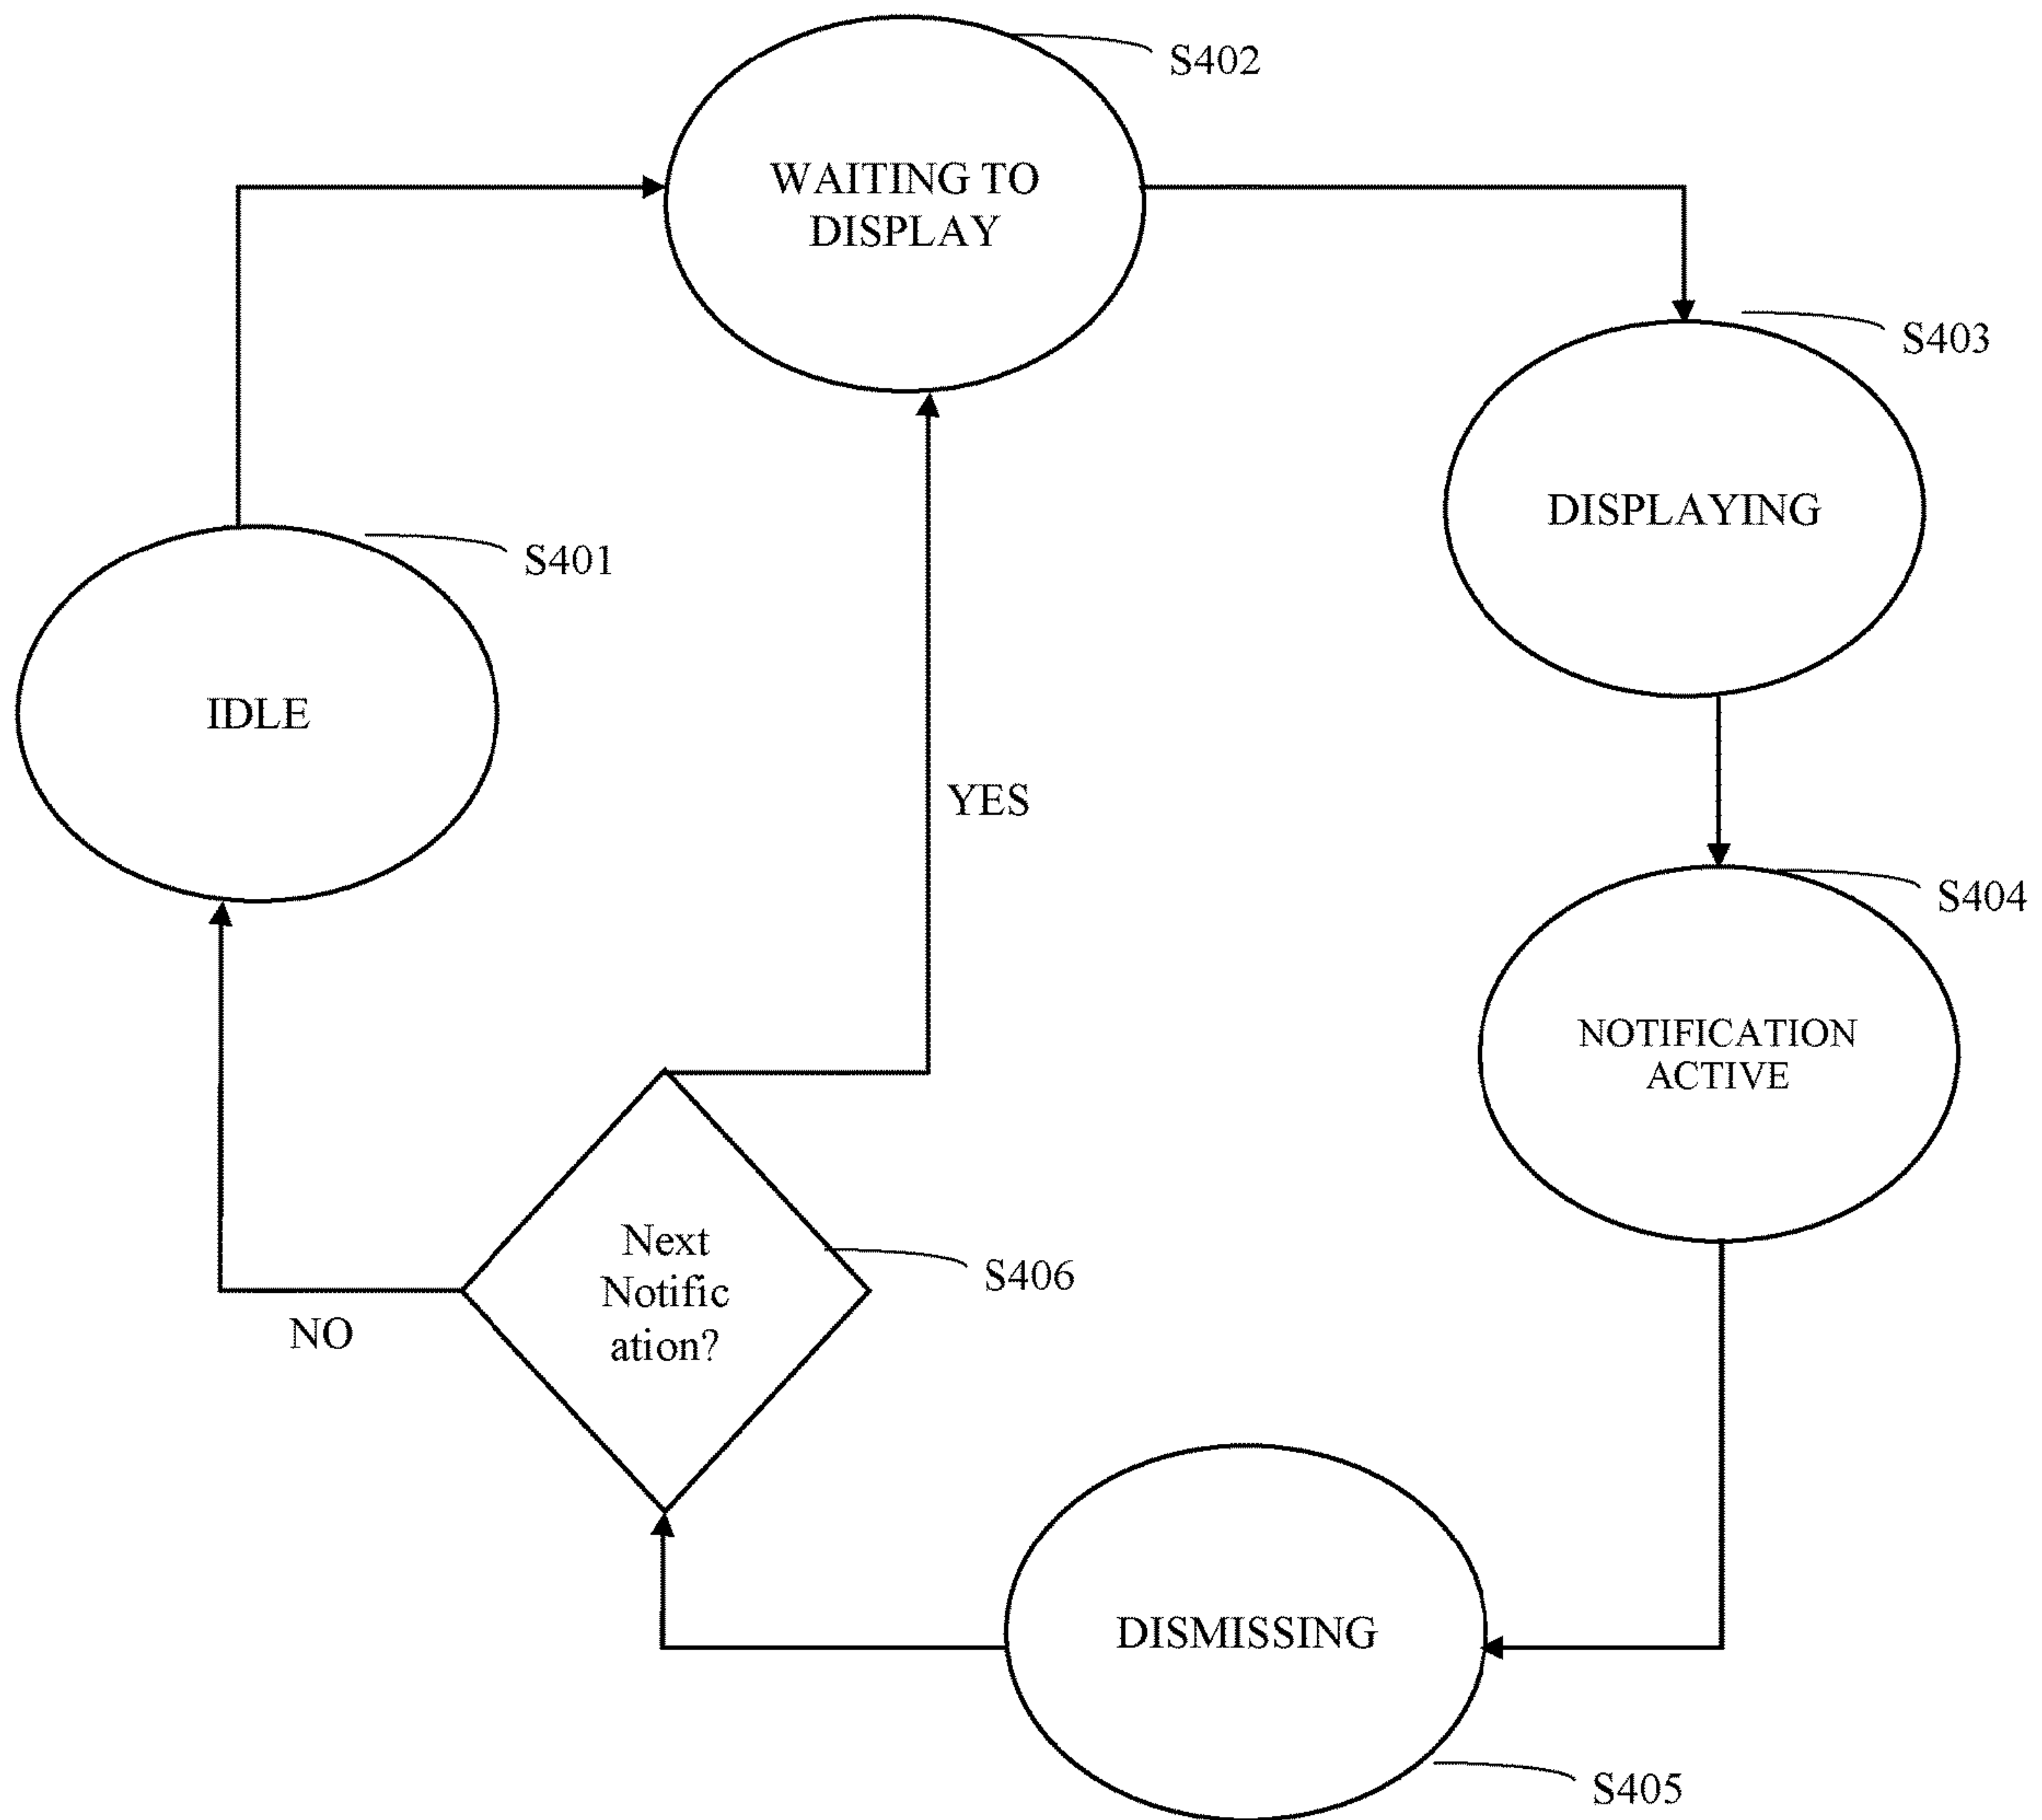 S402
WAITING TO
DISPLAY
S403
DISPLAYING
S401
IDLE
YES
S404
NOTIFICATION
ACTIVE
Next
Notific
ation?
S406
NO
DISMISSING
S405